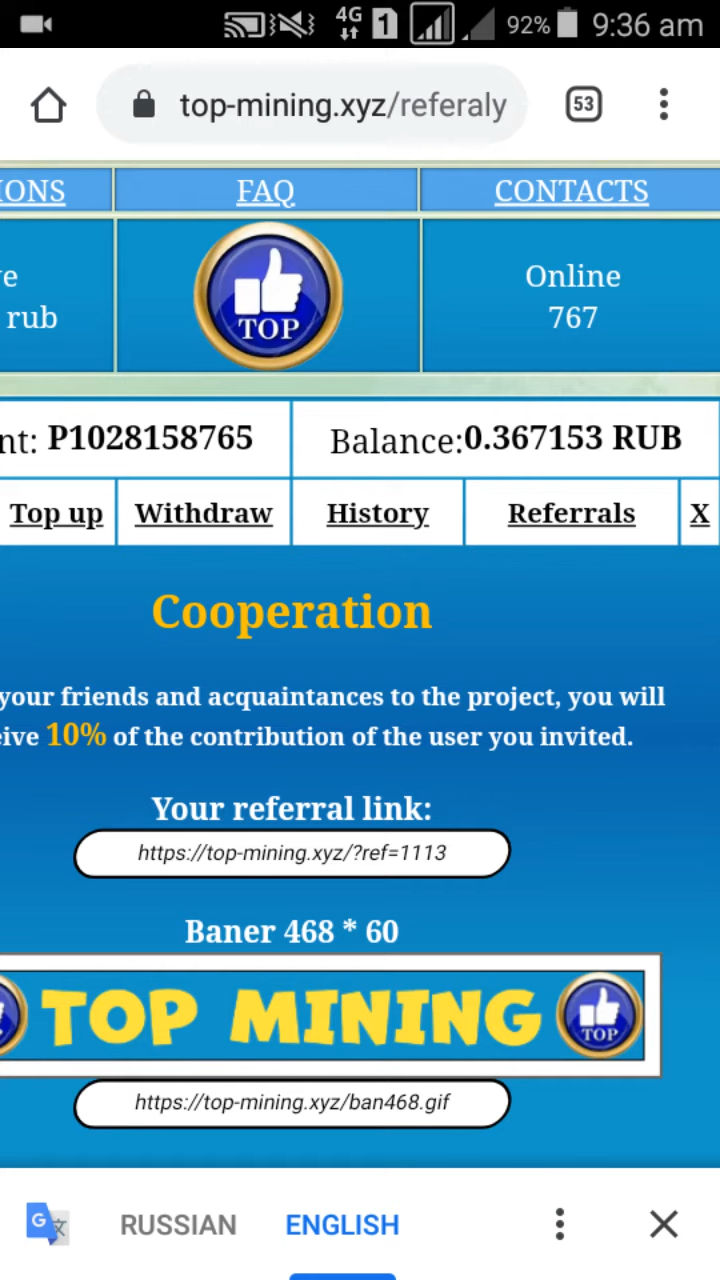 4G 1 92% 9:36 am
top-mining.xyz/referaly 53
IONS FAQ CONTACTS
e
rub
TOP
Online
767
nt: P1028158765 Balance:0.367153 RUB
Top up Withdraw History Referrals X
Cooperation
your friends and acquaintances to the project, you will
ive 10% of the contribution of the user you invited.
Your referral link:
https://top-mining.xyz/?ref=1113
Baner 468 * 60
TOP MINING TOP
https://top-mining.xyz/ban468.gif
G 文 RUSSIAN ENGLISH